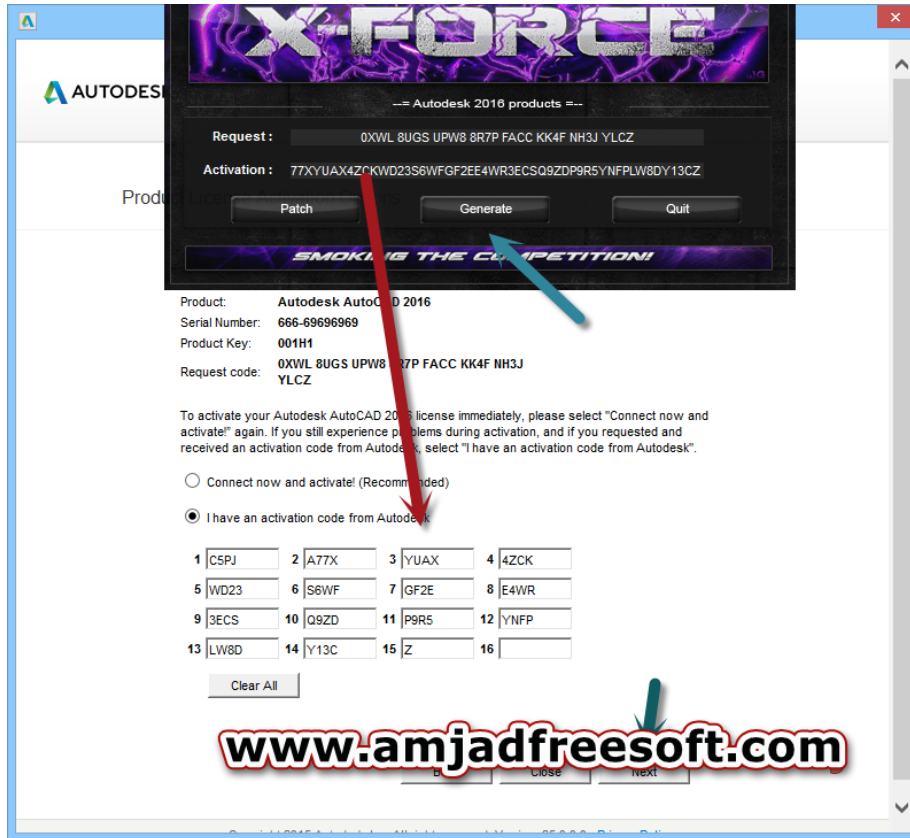 X-FORCE
JG
AUTODES
--= Autodesk 2016 products =--
Request : 0XWL 8UGS UPW8 8R7P FACC KK4F NH3J YLCZ
Activation : 77XYUAX4ZCKWD23S6WFGF2EE4WR3ECSQ9ZDP9R5YNFPLW8DY13CZ
Patch Generate Quit
SMOKING THE COMPETITION!
Product: Autodesk AutoCAD 2016
Serial Number: 666-69696969
Product Key: 001H1
Request code: 0XWL 8UGS UPW8 8R7P FACC KK4F NH3J
YLCZ
To activate your Autodesk AutoCAD 2016 license immediately, please select "Connect now and
activate!" again. If you still experience problems during activation, and if you requested and
received an activation code from Autodesk, select "I have an activation code from Autodesk".
Connect now and activate! (Recommended)
I have an activation code from Autodesk
1 C5PJ 2 A77X 3 YUAX 4 4ZCK
5 WD23 6 S6WF 7 GF2E 8 E4WR
9 3ECS 10 Q9ZD 11 P9R5 12 YNFP
13 LW8D 14 Y13C 15 Z 16
Clear All
www.amjadfreesoft.com
Close Next